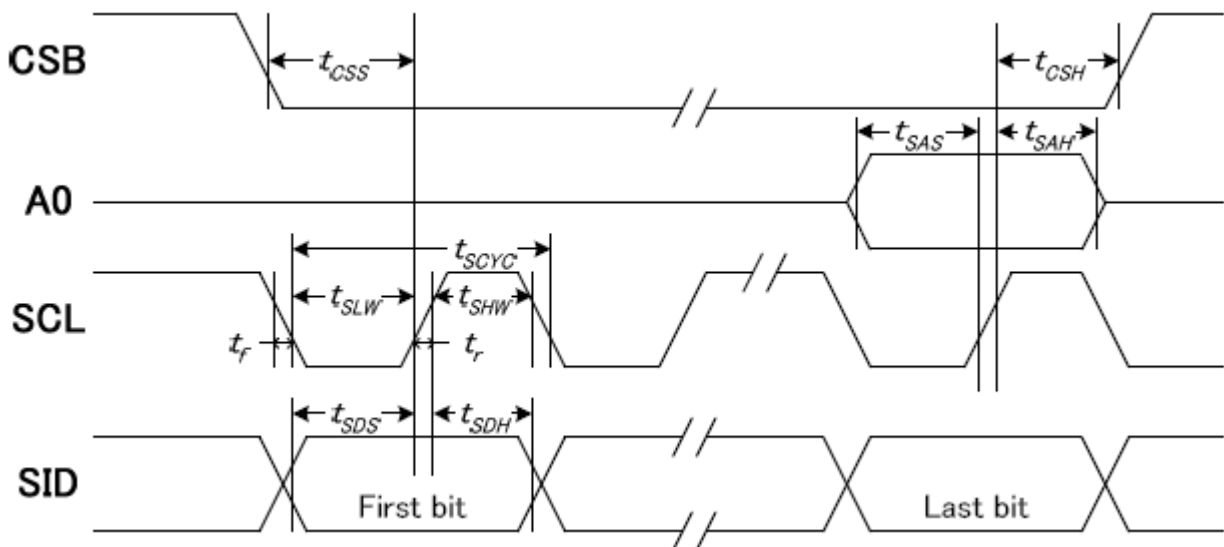 CSB
tCSS
tCSH
tSAS
tSAH
A0
tSCYC
SCL
tSLW
tSHW
tf
tr
tSDS
tSDH
SID
First bit
Last bit